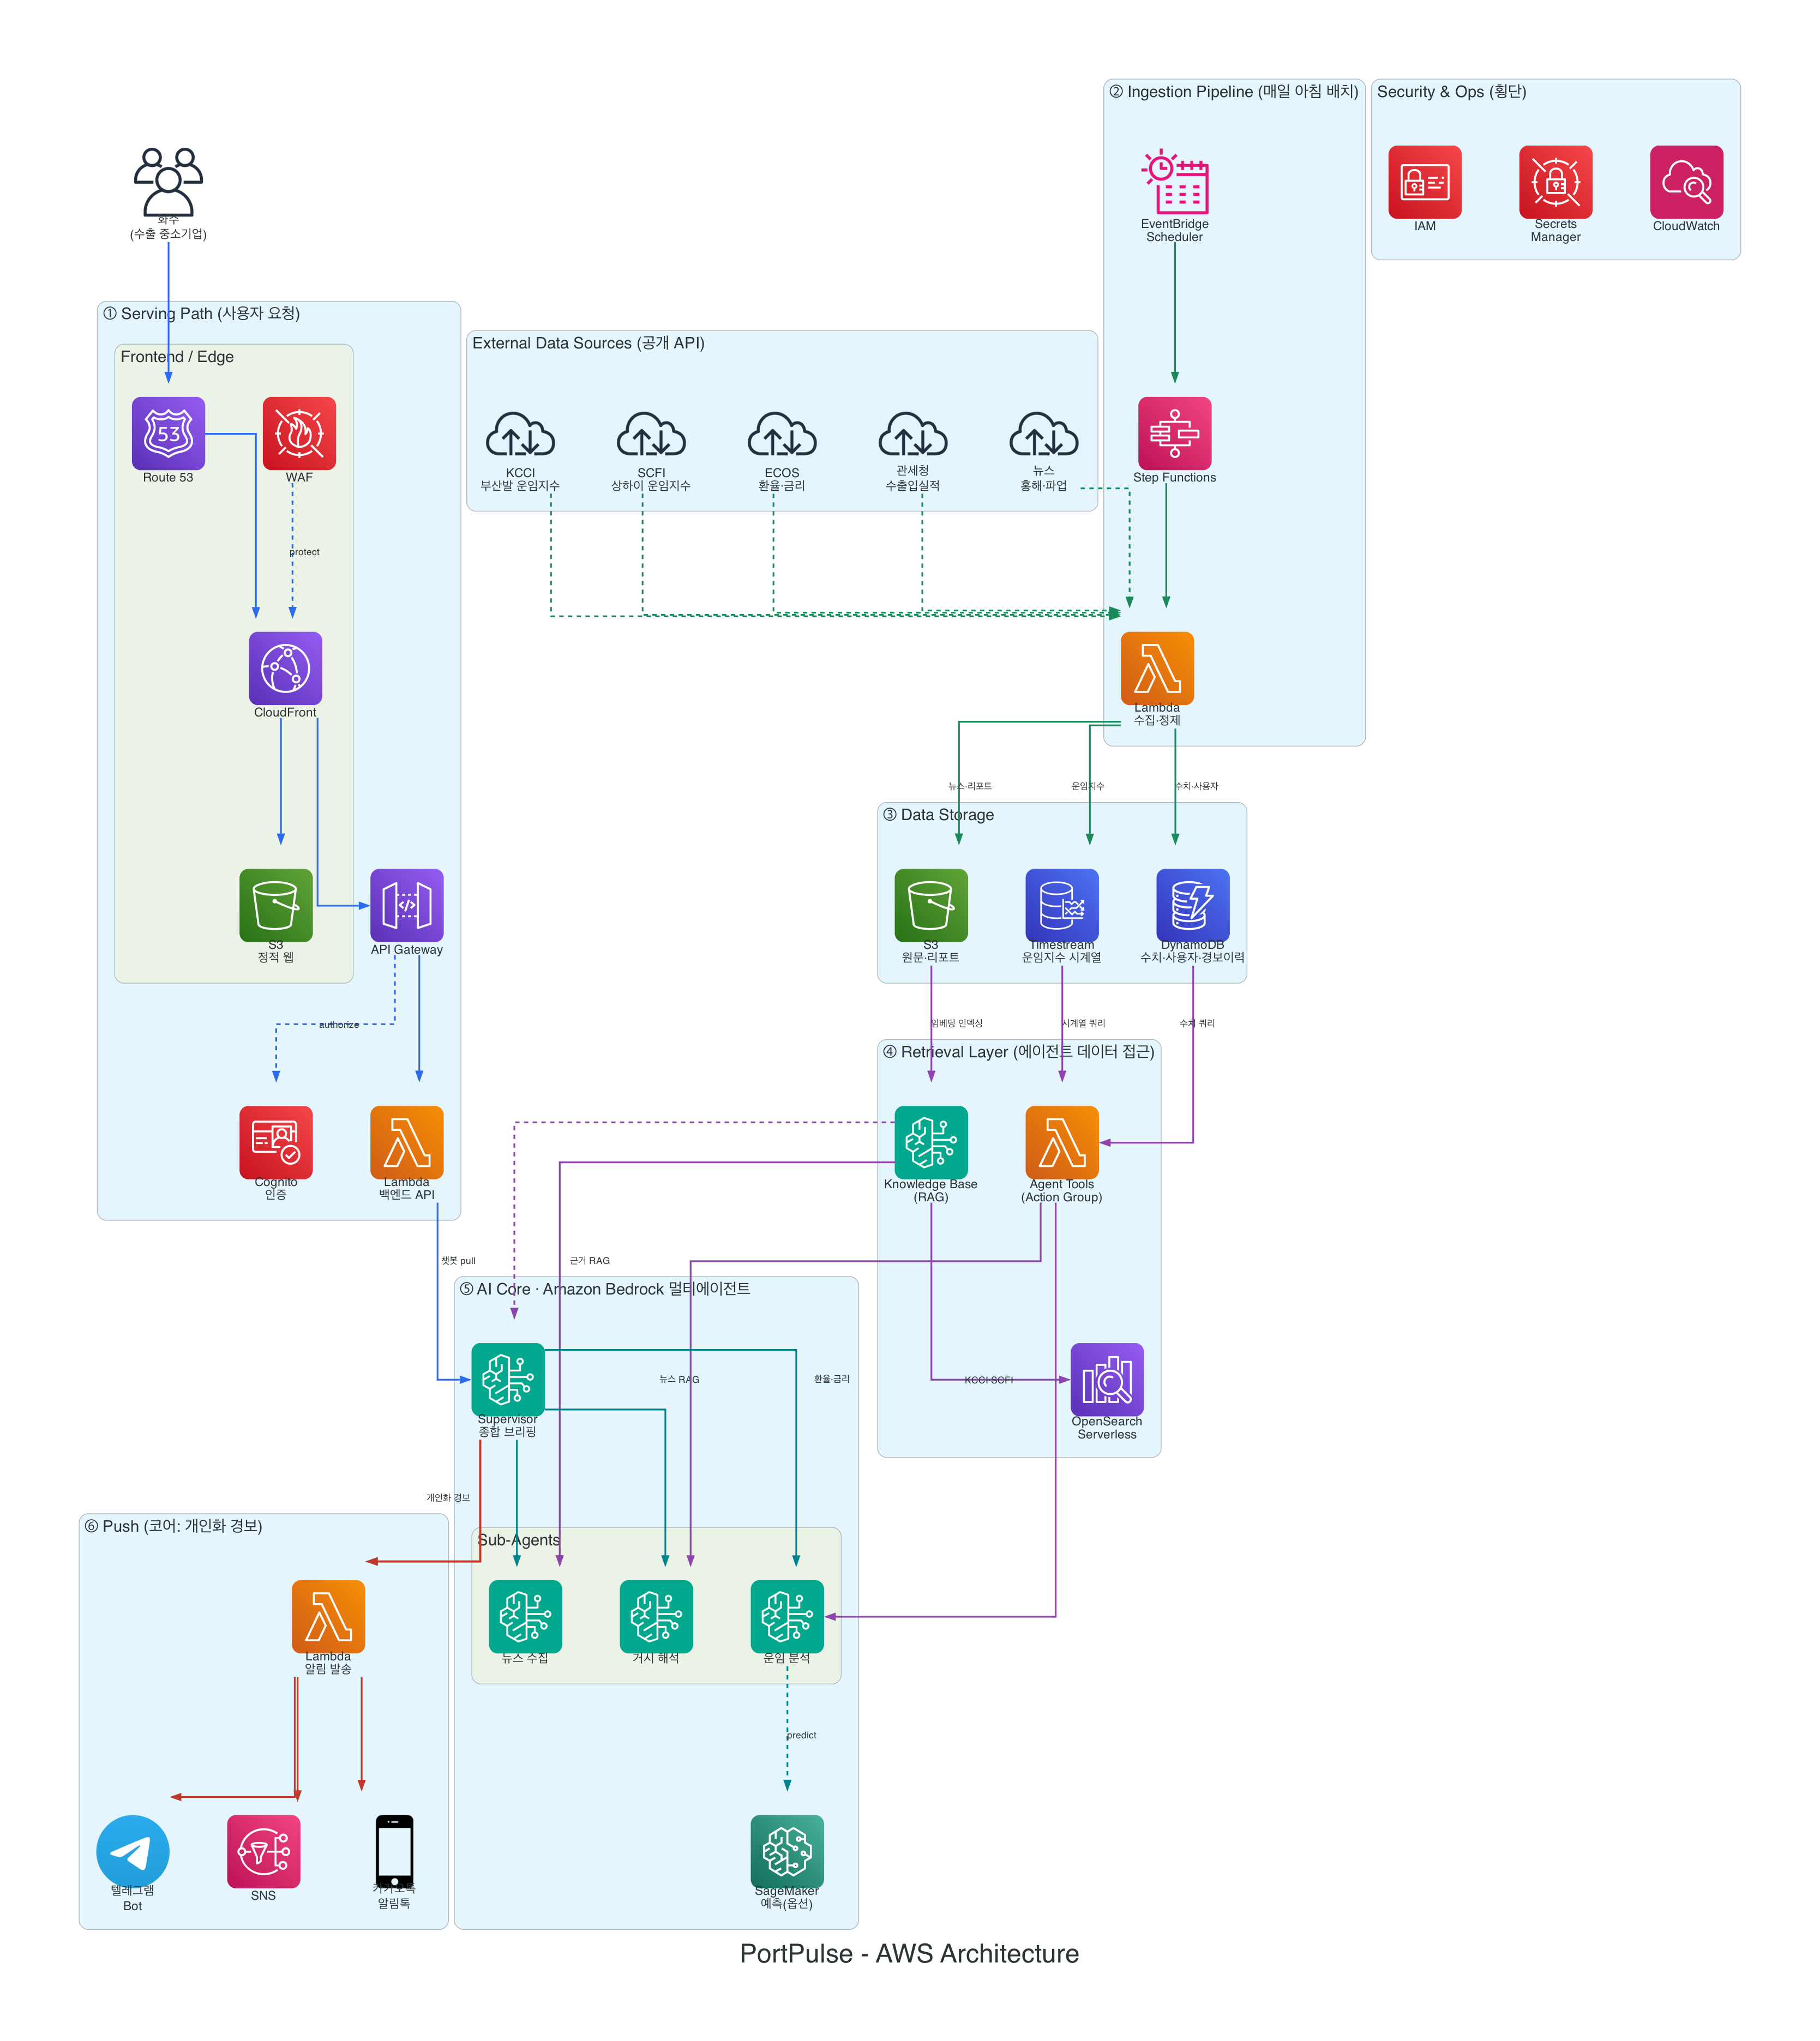 ② Ingestion Pipeline (매일 아침 배치)
Security & Ops (횡단)
화주
(수출 중소기업)
EventBridge
Scheduler
IAM
Secrets
Manager
CloudWatch
① Serving Path (사용자 요청)
Frontend / Edge
External Data Sources (공개 API)
53
Route 53
WAF
KCCI
부산발 운임지수
SCFI
상하이 운임지수
ECOS
환율·금리
관세청
수출입실적
뉴스
홍해·파업
Step Functions
protect
CloudFront
Lambda
수집·정제
뉴스·리포트
운임지수
수치·사용자
③ Data Storage
S3
정적 웹
API Gateway
S3
원문·리포트
Timestream
운임지수 시계열
DynamoDB
수치·사용자·경보이력
authorize
임베딩 인덱싱
시계열 쿼리
수치 쿼리
④ Retrieval Layer (에이전트 데이터 접근)
Cognito
인증
Lambda
백엔드 API
Knowledge Base
(RAG)
Agent Tools
(Action Group)
챗봇 pull
근거 RAG
⑤ AI Core · Amazon Bedrock 멀티에이전트
뉴스 RAG
환율·금리
KCCI·SCFI
Supervisor
종합 브리핑
OpenSearch
Serverless
개인화 경보
⑥ Push (코어: 개인화 경보)
Sub-Agents
Lambda
알림 발송
뉴스 수집
거시 해석
운임 분석
predict
텔레그램
Bot
SNS
카카오톡
알림톡
SageMaker
예측(옵션)
PortPulse - AWS Architecture